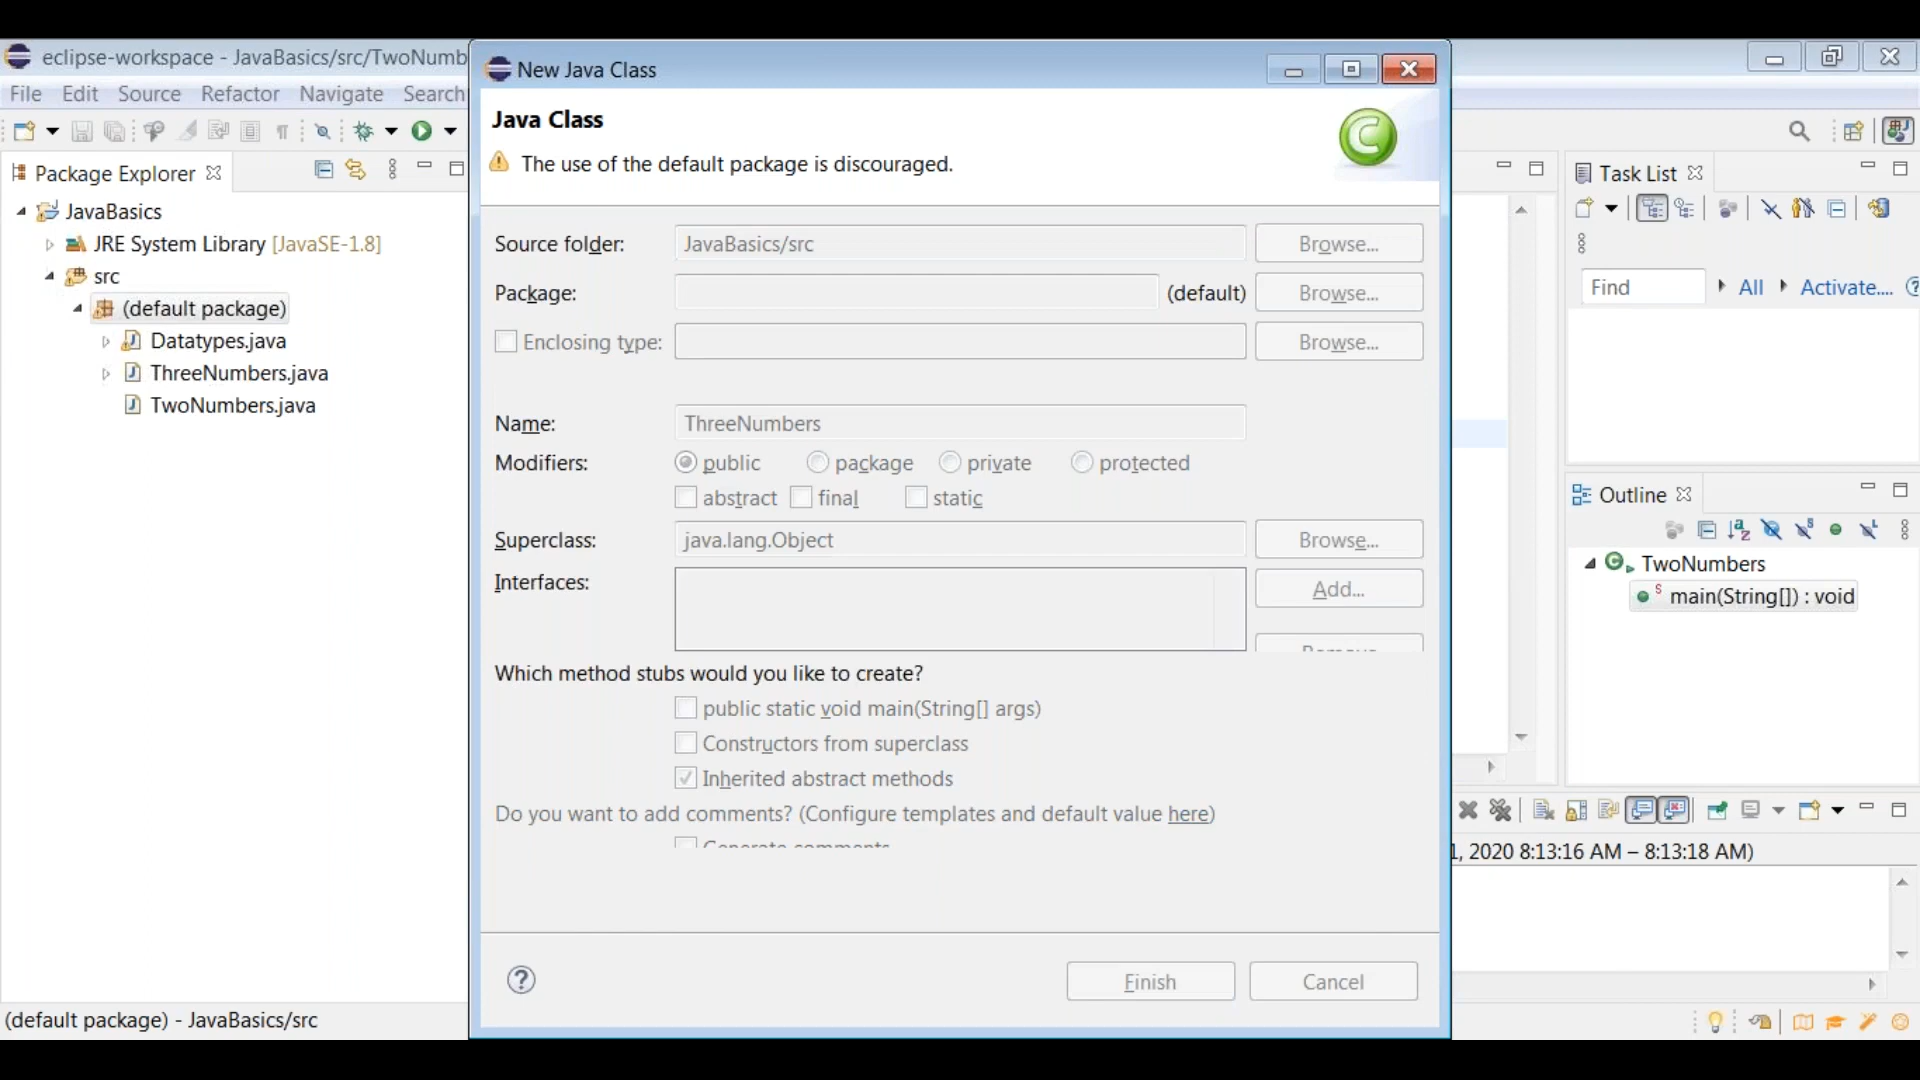 eclipse-workspace - JavaBasics/src/TwoNumb
File Edit Source Refactor Navigate Search
Package Explorer
JavaBasics
JRE System Library [JavaSE-1.8]
src
(default package)
Datatypes.java
ThreeNumbers.java
TwoNumbers.java
(default package) - JavaBasics/src
New Java Class
Java Class
The use of the default package is discouraged.
Source folder: JavaBasics/src Browse...
Package: (default) Browse...
Enclosing type: Browse...
Name: ThreeNumbers
Modifiers: public package private protected
abstract final static
Superclass: java.lang.Object Browse...
Interfaces: Add...
Remove
Which method stubs would you like to create?
public static void main(String[] args)
Constructors from superclass
Inherited abstract methods
Do you want to add comments? (Configure templates and default value here)
Generate comments
Finish Cancel
Task List
Find All Activate....
Outline
TwoNumbers
main(String[]) : void
1, 2020 8:13:16 AM – 8:13:18 AM)